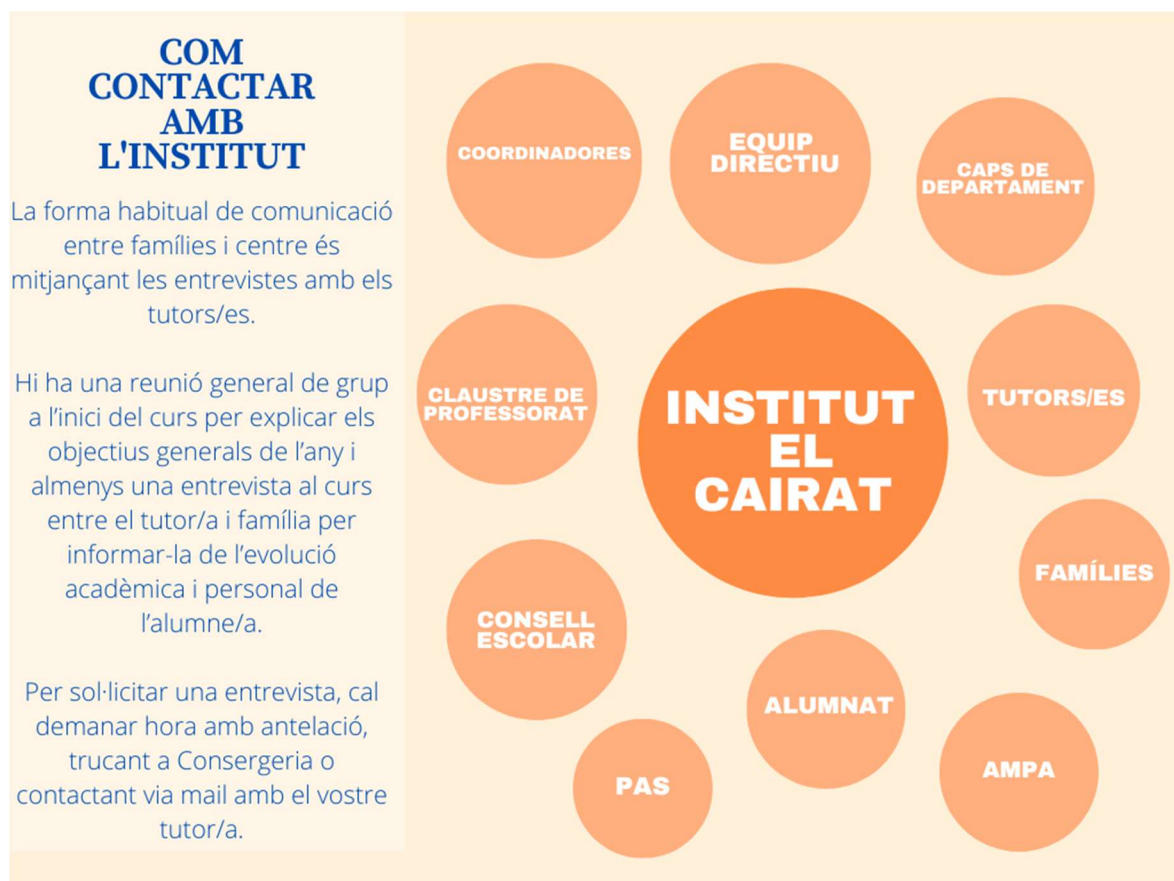 COM
CONTACTAR
AMB
L'INSTITUT
La forma habitual de comunicació
entre famílies i centre és
mitjançant les entrevistes amb els
tutors/es.
Hi ha una reunió general de grup
a l’inici del curs per explicar els
objectius generals de l’any i
almenys una entrevista al curs
entre el tutor/a i família per
informar-la de l’evolució
acadèmica i personal de
l’alumne/a.
Per sol·licitar una entrevista, cal
demanar hora amb antelació,
trucant a Consergeria o
contactant via mail amb el vostre
tutor/a.
COORDINADORES
EQUIP
DIRECTIU
CAPS DE
DEPARTAMENT
CLAUSTRE DE
PROFESSORAT
INSTITUT
EL
CAIRAT
TUTORS/ES
FAMÍLIES
CONSELL
ESCOLAR
ALUMNAT
PAS
AMPA